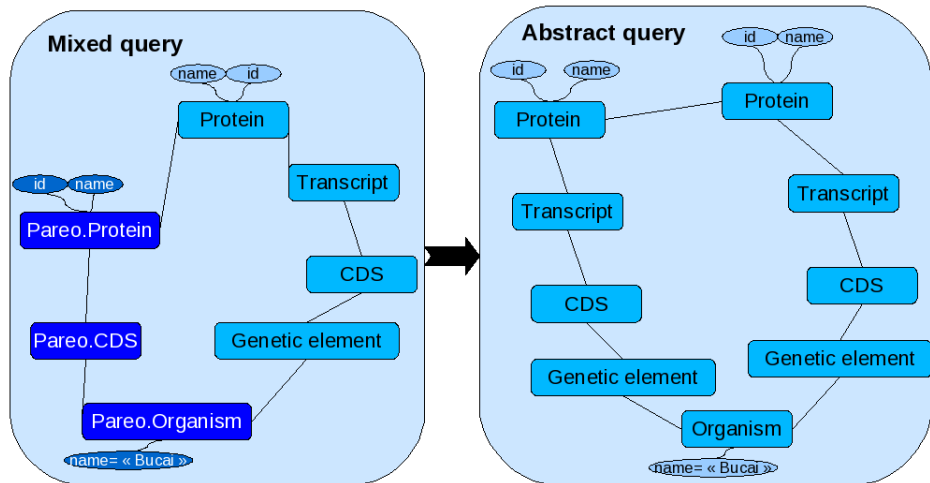 Mixed query
name id
Protein
Transcript
id name
Pareo.Protein
CDS
Pareo.CDS
Genetic element
Pareo.Organism
name= « Bucai »
Abstract query
id name
Protein
id name
Protein
Transcript
Transcript
CDS
CDS
Genetic element
Genetic element
Organism
name= « Bucai »